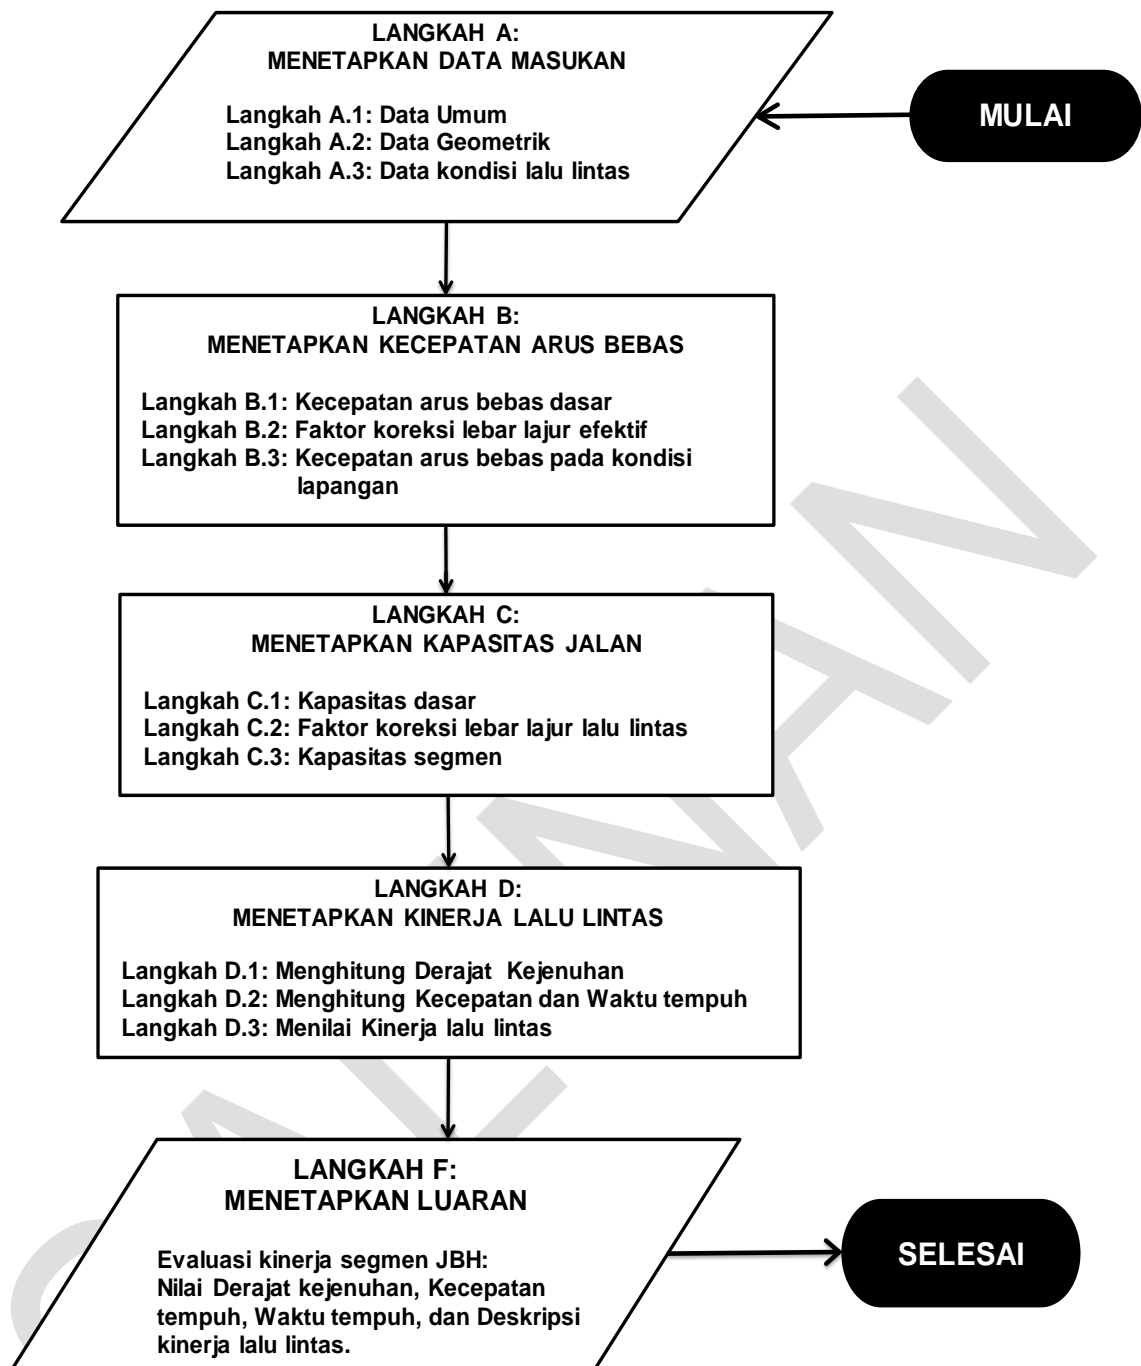 LANGKAH A:
MENETAPKAN DATA MASUKAN
Langkah A.1: Data Umum
Langkah A.2: Data Geometrik
Langkah A.3: Data kondisi lalu lintas
MULAI
LANGKAH B:
MENETAPKAN KECEPATAN ARUS BEBAS
Langkah B.1: Kecepatan arus bebas dasar
Langkah B.2: Faktor koreksi lebar lajur efektif
Langkah B.3: Kecepatan arus bebas pada kondisi
lapangan
LANGKAH C:
MENETAPKAN KAPASITAS JALAN
Langkah C.1: Kapasitas dasar
Langkah C.2: Faktor koreksi lebar lajur lalu lintas
Langkah C.3: Kapasitas segmen
LANGKAH D:
MENETAPKAN KINERJA LALU LINTAS
Langkah D.1: Menghitung Derajat Kejenuhan
Langkah D.2: Menghitung Kecepatan dan Waktu tempuh
Langkah D.3: Menilai Kinerja lalu lintas
LANGKAH F:
MENETAPKAN LUARAN
Evaluasi kinerja segmen JBH:
Nilai Derajat kejenuhan, Kecepatan
tempuh, Waktu tempuh, dan Deskripsi
kinerja lalu lintas.
SELESAI